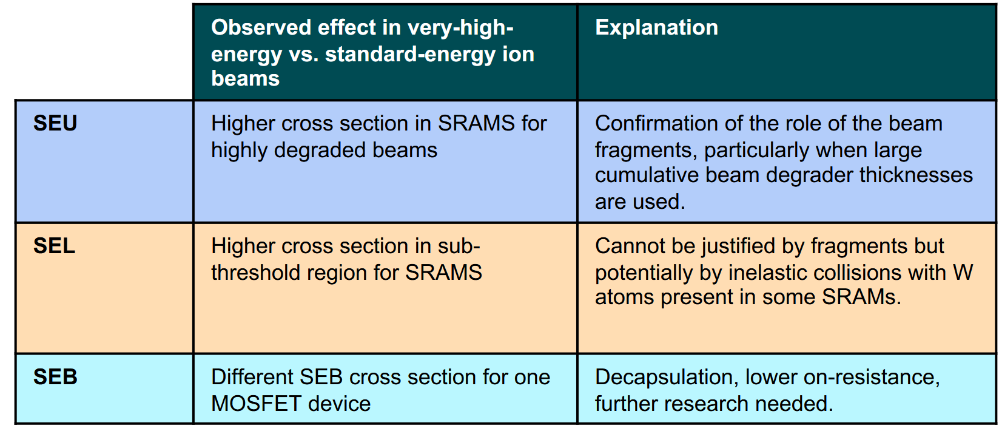 Observed effect in very-high-
energy vs. standard-energy ion
beams
Explanation
SEU
Higher cross section in SRAMS for
highly degraded beams
Confirmation of the role of the beam
fragments, particularly when large
cumulative beam degrader thicknesses
are used.
SEL
Higher cross section in sub-
threshold region for SRAMS
Cannot be justified by fragments but
potentially by inelastic collisions with W
atoms present in some SRAMs.
SEB
Different SEB cross section for one
MOSFET device
Decapsulation, lower on-resistance,
further research needed.